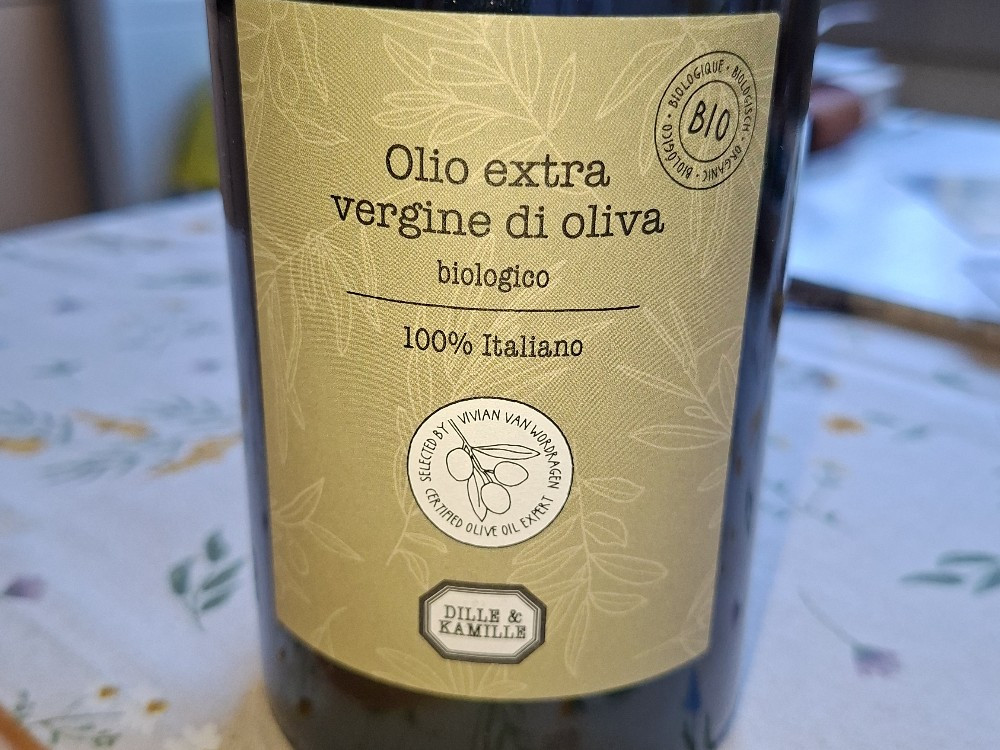 BIOLOGIQUE • BIOLOGISCH • ORGANIC • BIOLÓGICO •
BIO
Olio extra
vergine di oliva
biologico
100% Italiano
SELECTED BY VIVIAN VAN WORDRAGEN
CERTIFIED OLIVE OIL EXPERT
DILLE &
KAMILLE